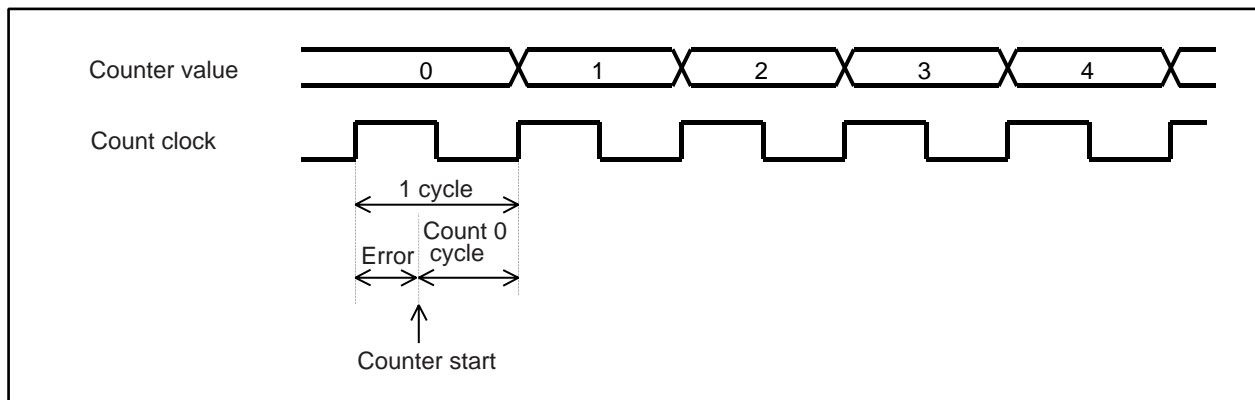 Counter value 0 1 2 3 4
Count clock
1 cycle
Count 0
Error cycle
Counter start